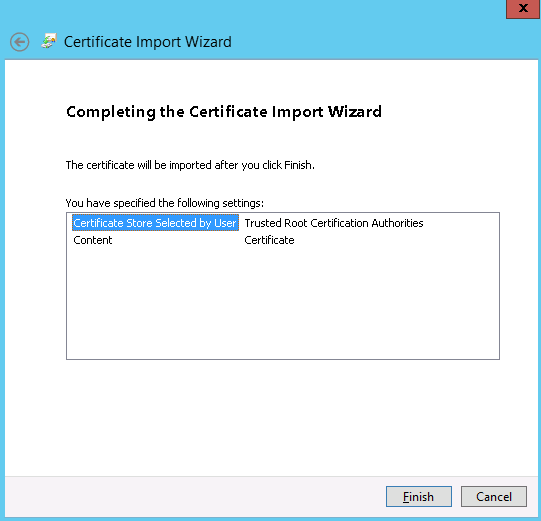 x
Certificate Import Wizard
Completing the Certificate Import Wizard
The certificate will be imported after you click Finish.
You have specified the following settings:
Certificate Store Selected by User Trusted Root Certification Authorities
Content Certificate
Finish Cancel